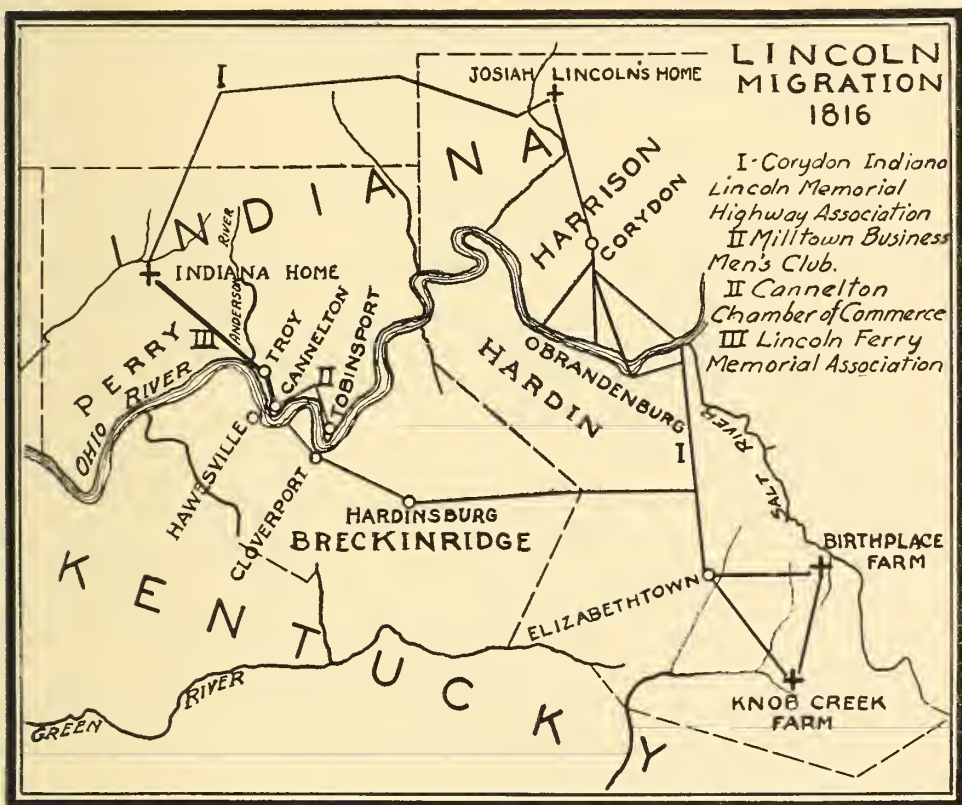 LINCOLN
MIGRATION
1816
I-Corydon Indiana
Lincoln Memorial
Highway Association
II Milltown Business
Men's Club.
II Cannelton
Chamber of Commerce
III Lincoln Ferry
Memorial Association
I
JOSIAH LINCOLN'S HOME
INDIANA
HARRISON
CORYDON
INDIANA HOME
ANDERSON RIVER
III
PERRY
TROY
CANNELTON
II
TOBINSPORT
OHIO RIVER
HARDIN
BRANDENBURG
I
SALT RIVER
HAWESVILLE
CLOVERPORT
HARDINSBURG
BRECKINRIDGE
BIRTHPLACE
FARM
ELIZABETHTOWN
KENTUCKY
GREEN RIVER
KNOB CREEK
FARM